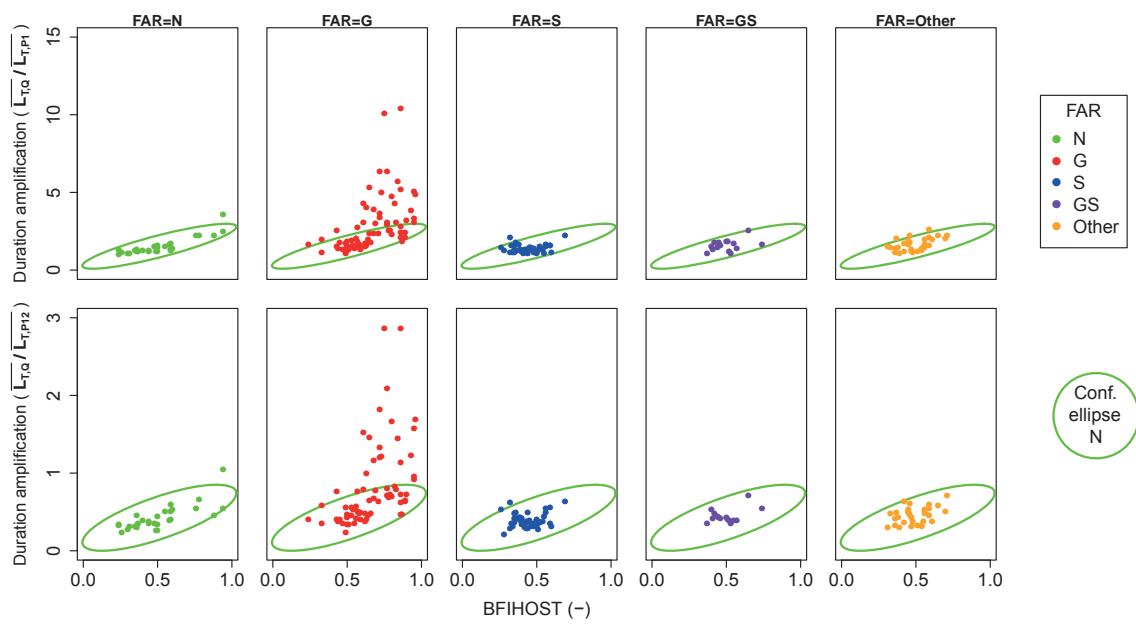 FAR=N FAR=G FAR=S FAR=GS FAR=Other
Duration amplification ( L_T,Q / L_T,P1 )
15
10
5
0
FAR
N
G
S
GS
Other
Duration amplification ( L_T,Q / L_T,P12 )
3
2
1
0
Conf.
ellipse
N
0.0 0.5 1.0 0.0 0.5 1.0 0.0 0.5 1.0 0.0 0.5 1.0 0.0 0.5 1.0
BFIHOST (−)